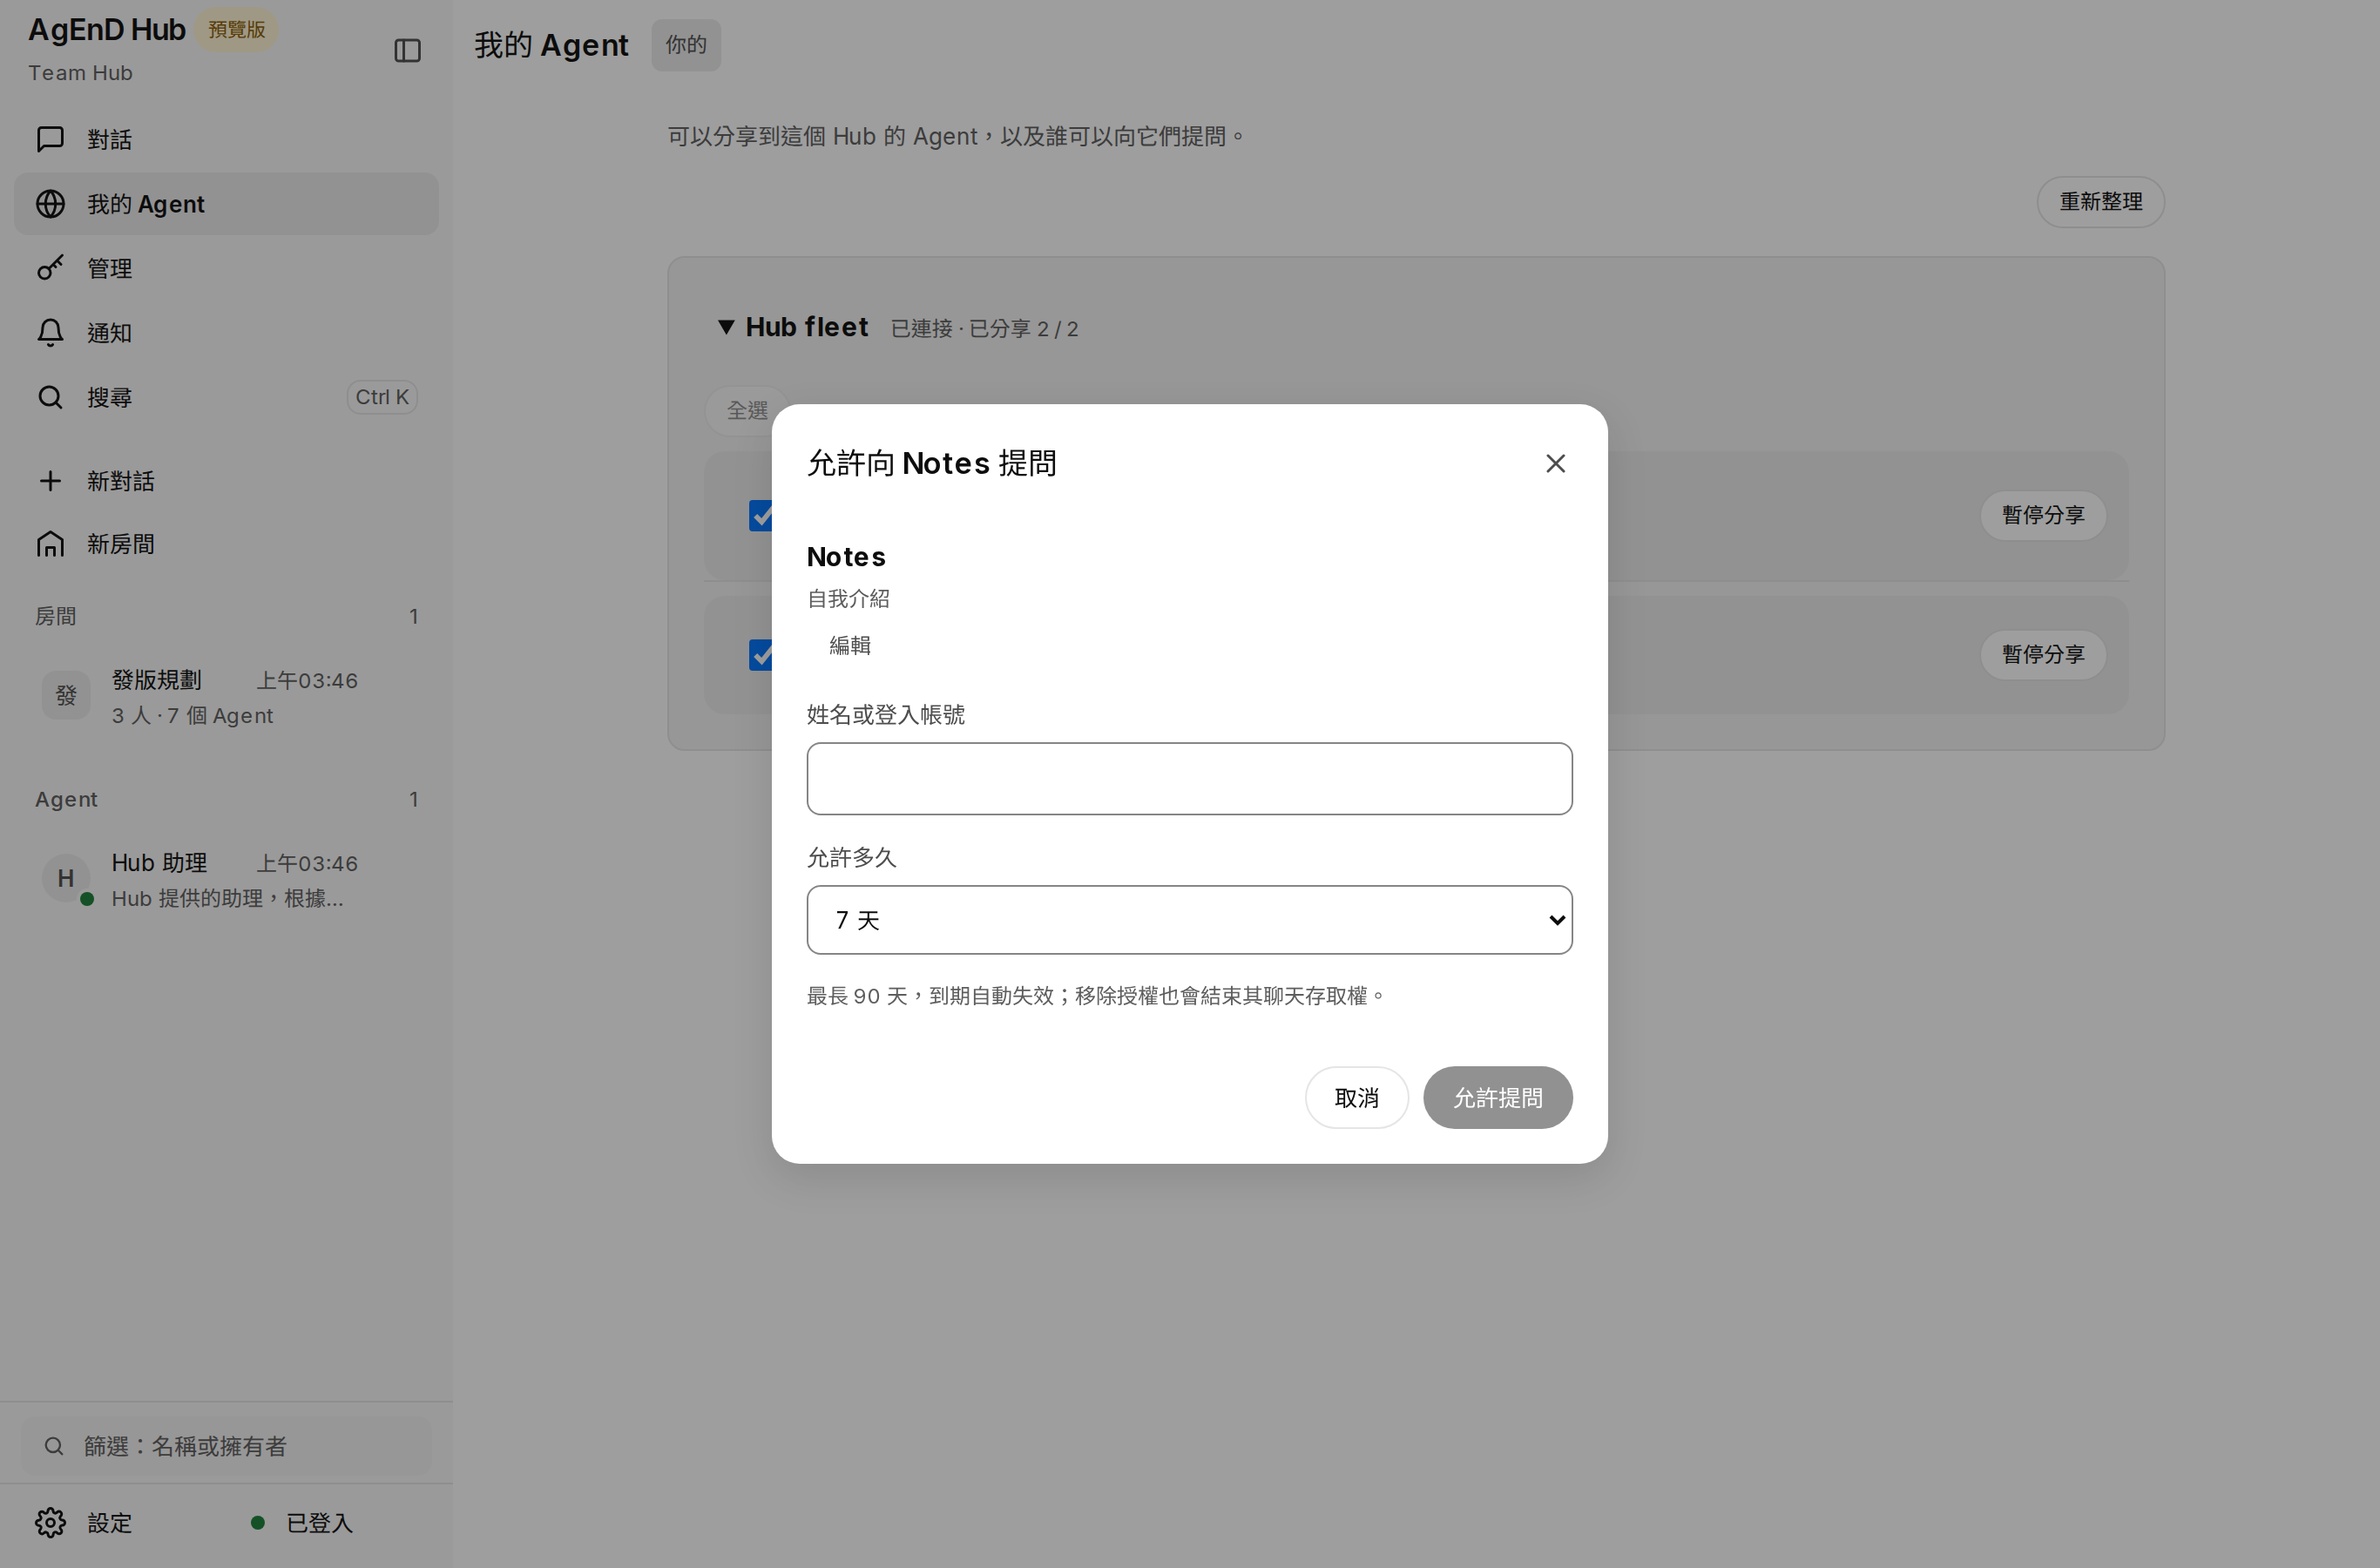 AgEnD Hub 預覽版
Team Hub
對話
我的 Agent
管理
通知
搜尋 Ctrl K
新對話
新房間
房間 1
發 發版規劃 上午03:46
3 人 · 7 個 Agent
Agent 1
H Hub 助理 上午03:46
Hub 提供的助理，根據…
篩選：名稱或擁有者
設定 已登入
我的 Agent 你的
可以分享到這個 Hub 的 Agent，以及誰可以向它們提問。
重新整理
Hub fleet 已連接 · 已分享 2 / 2
全選
暫停分享
暫停分享
允許向 Notes 提問
Notes
自我介紹
編輯
姓名或登入帳號
允許多久
7 天
最長 90 天，到期自動失效；移除授權也會結束其聊天存取權。
取消 允許提問